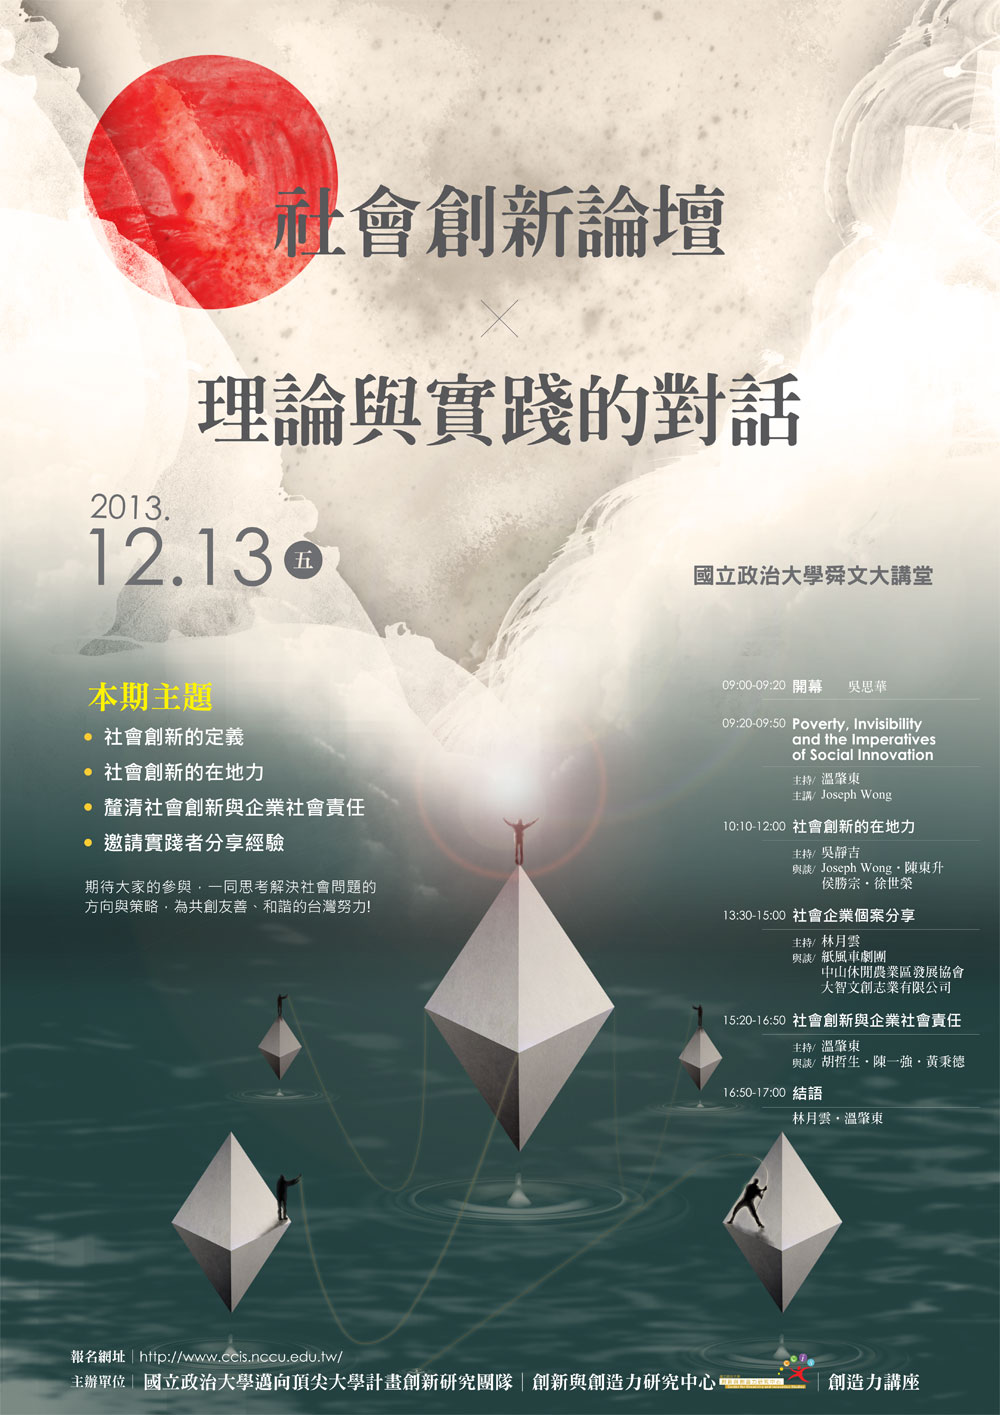 社會創新論壇
×
理論與實踐的對話
2013.
12.13 五
國立政治大學舜文大講堂
本期主題
• 社會創新的定義
• 社會創新的在地力
• 釐清社會創新與企業社會責任
• 邀請實踐者分享經驗
期待大家的參與，一同思考解決社會問題的
方向與策略，為共創友善、和諧的台灣努力!
09:00-09:20 開幕 吳思華
09:20-09:50 Poverty, Invisibility
and the Imperatives
of Social Innovation
主持/ 溫肇東
主講/ Joseph Wong
10:10-12:00 社會創新的在地力
主持/ 吳靜吉
與談/ Joseph Wong・陳東升
侯勝宗・徐世榮
13:30-15:00 社會企業個案分享
主持/ 林月雲
與談/ 紙風車劇團
中山休閒農業區發展協會
大智文創志業有限公司
15:20-16:50 社會創新與企業社會責任
主持/ 溫肇東
與談/ 胡哲生・陳一強・黃秉德
16:50-17:00 結語
林月雲・溫肇東
報名網址｜http://www.ccis.nccu.edu.tw/
主辦單位｜國立政治大學邁向頂尖大學計畫創新研究團隊｜創新與創造力研究中心｜創造力講座